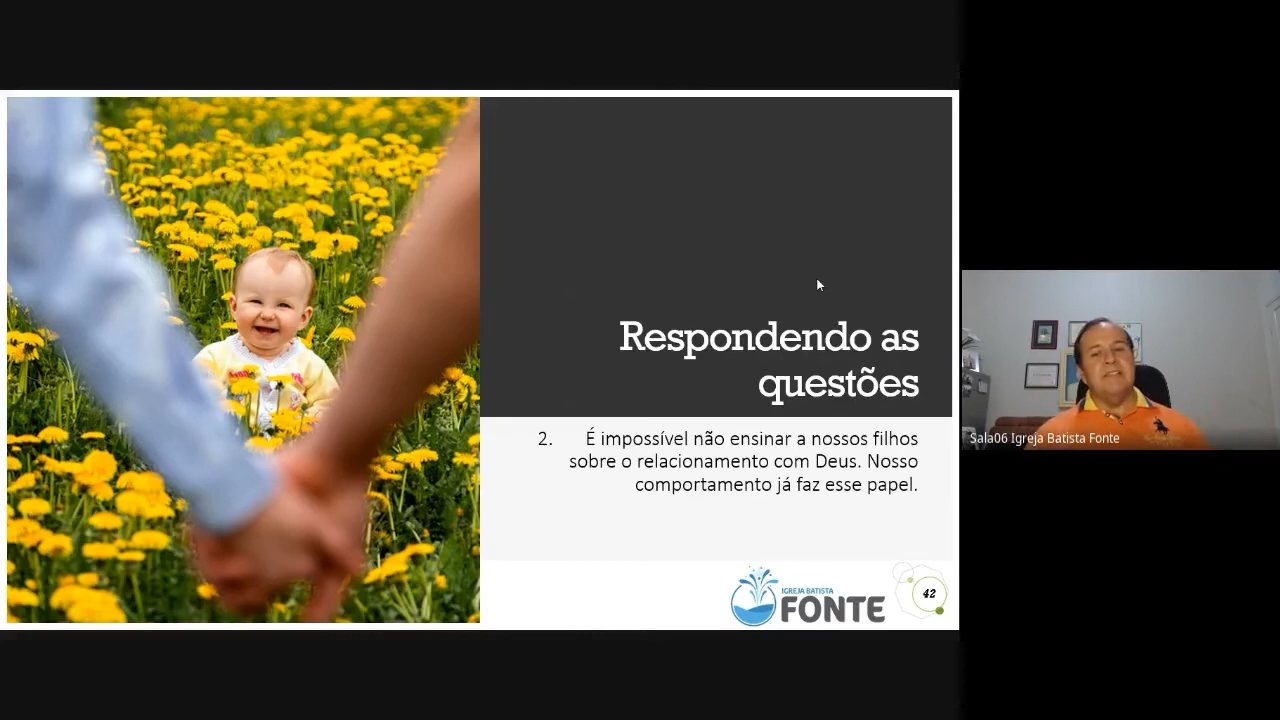 Respondendo as
questões
2. É impossível não ensinar a nossos filhos
sobre o relacionamento com Deus. Nosso
comportamento já faz esse papel.
IGREJA BATISTA
FONTE
42
Sala06 Igreja Batista Fonte